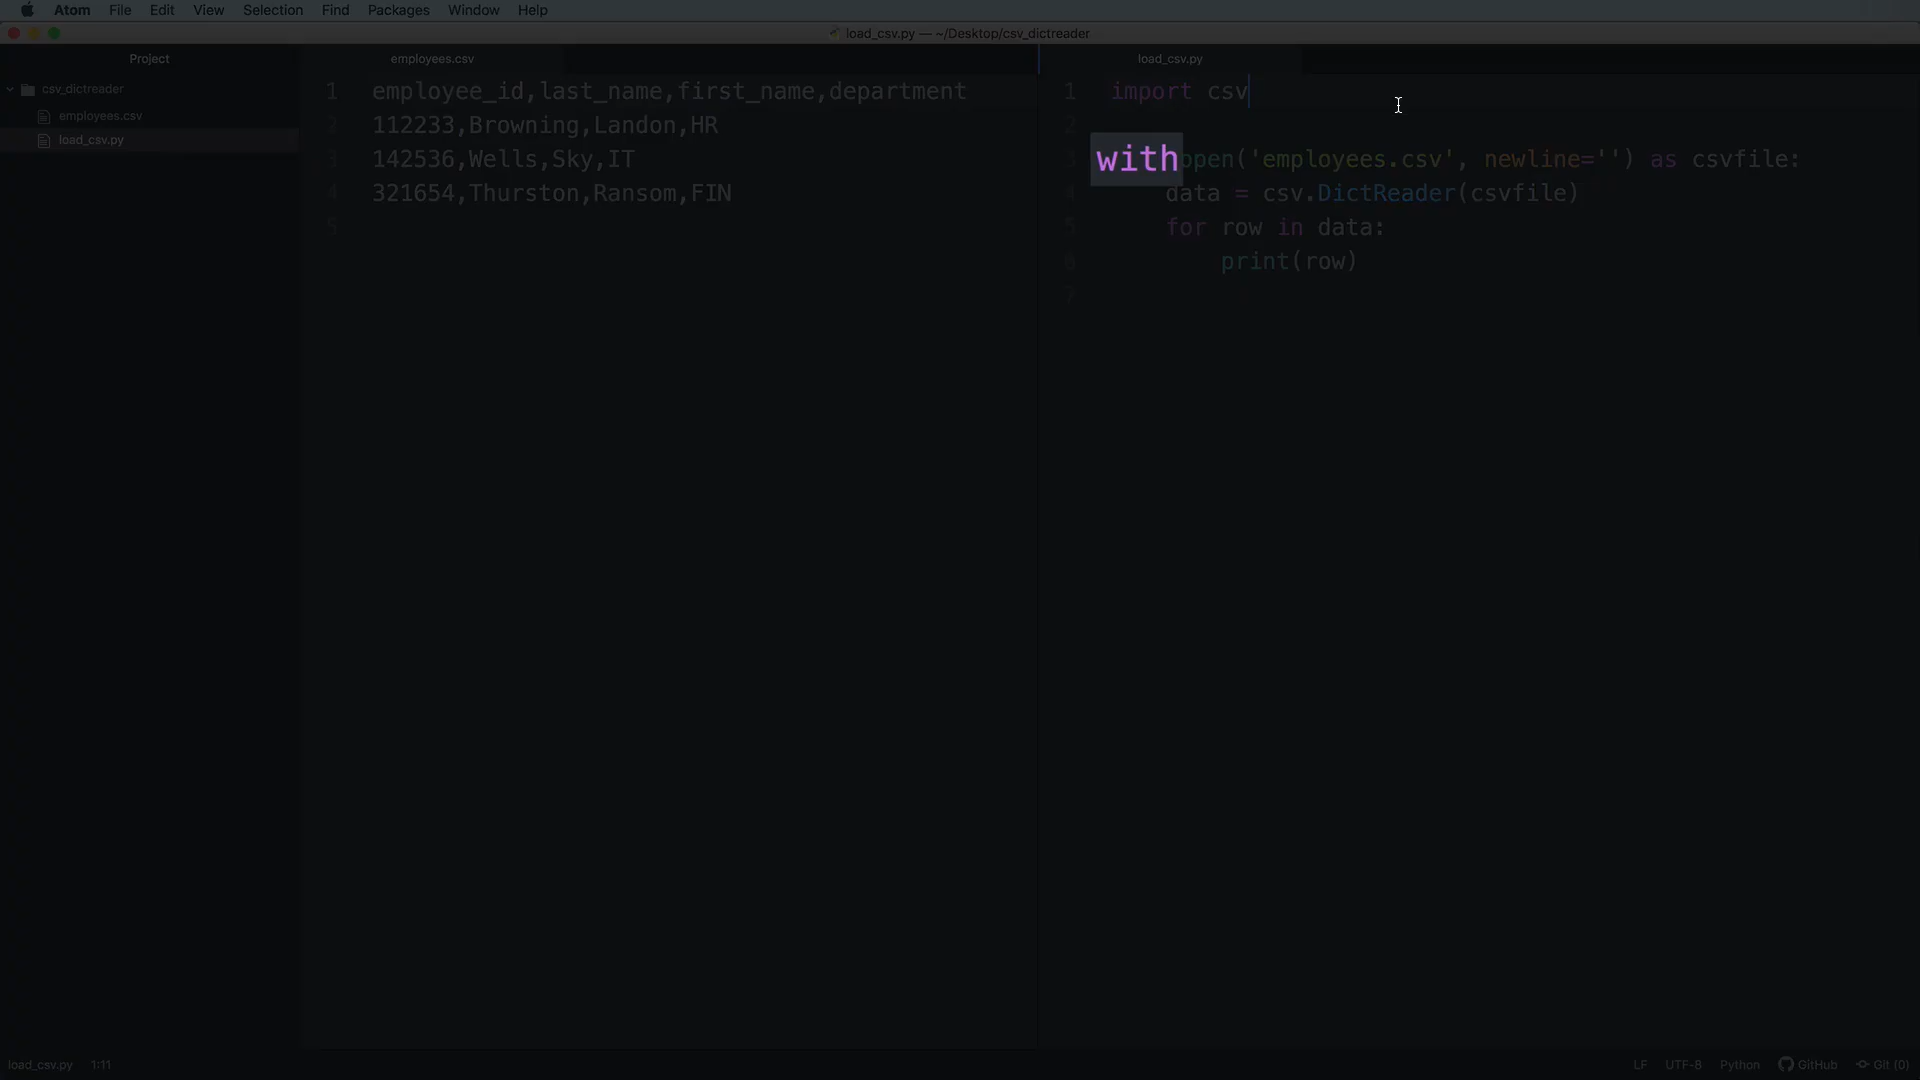 Atom File Edit View Selection Find Packages Window Help
load_csv.py — ~/Desktop/csv_dictreader
Project
csv_dictreader
employees.csv
load_csv.py
employees.csv
1 employee_id,last_name,first_name,department
2 112233,Browning,Landon,HR
3 142536,Wells,Sky,IT
4 321654,Thurston,Ransom,FIN
5
load_csv.py
1 import csv
2
3 with open('employees.csv', newline='') as csvfile:
4     data = csv.DictReader(csvfile)
5     for row in data:
6         print(row)
7
load_csv.py 1:11
LF UTF-8 Python GitHub Git (0)